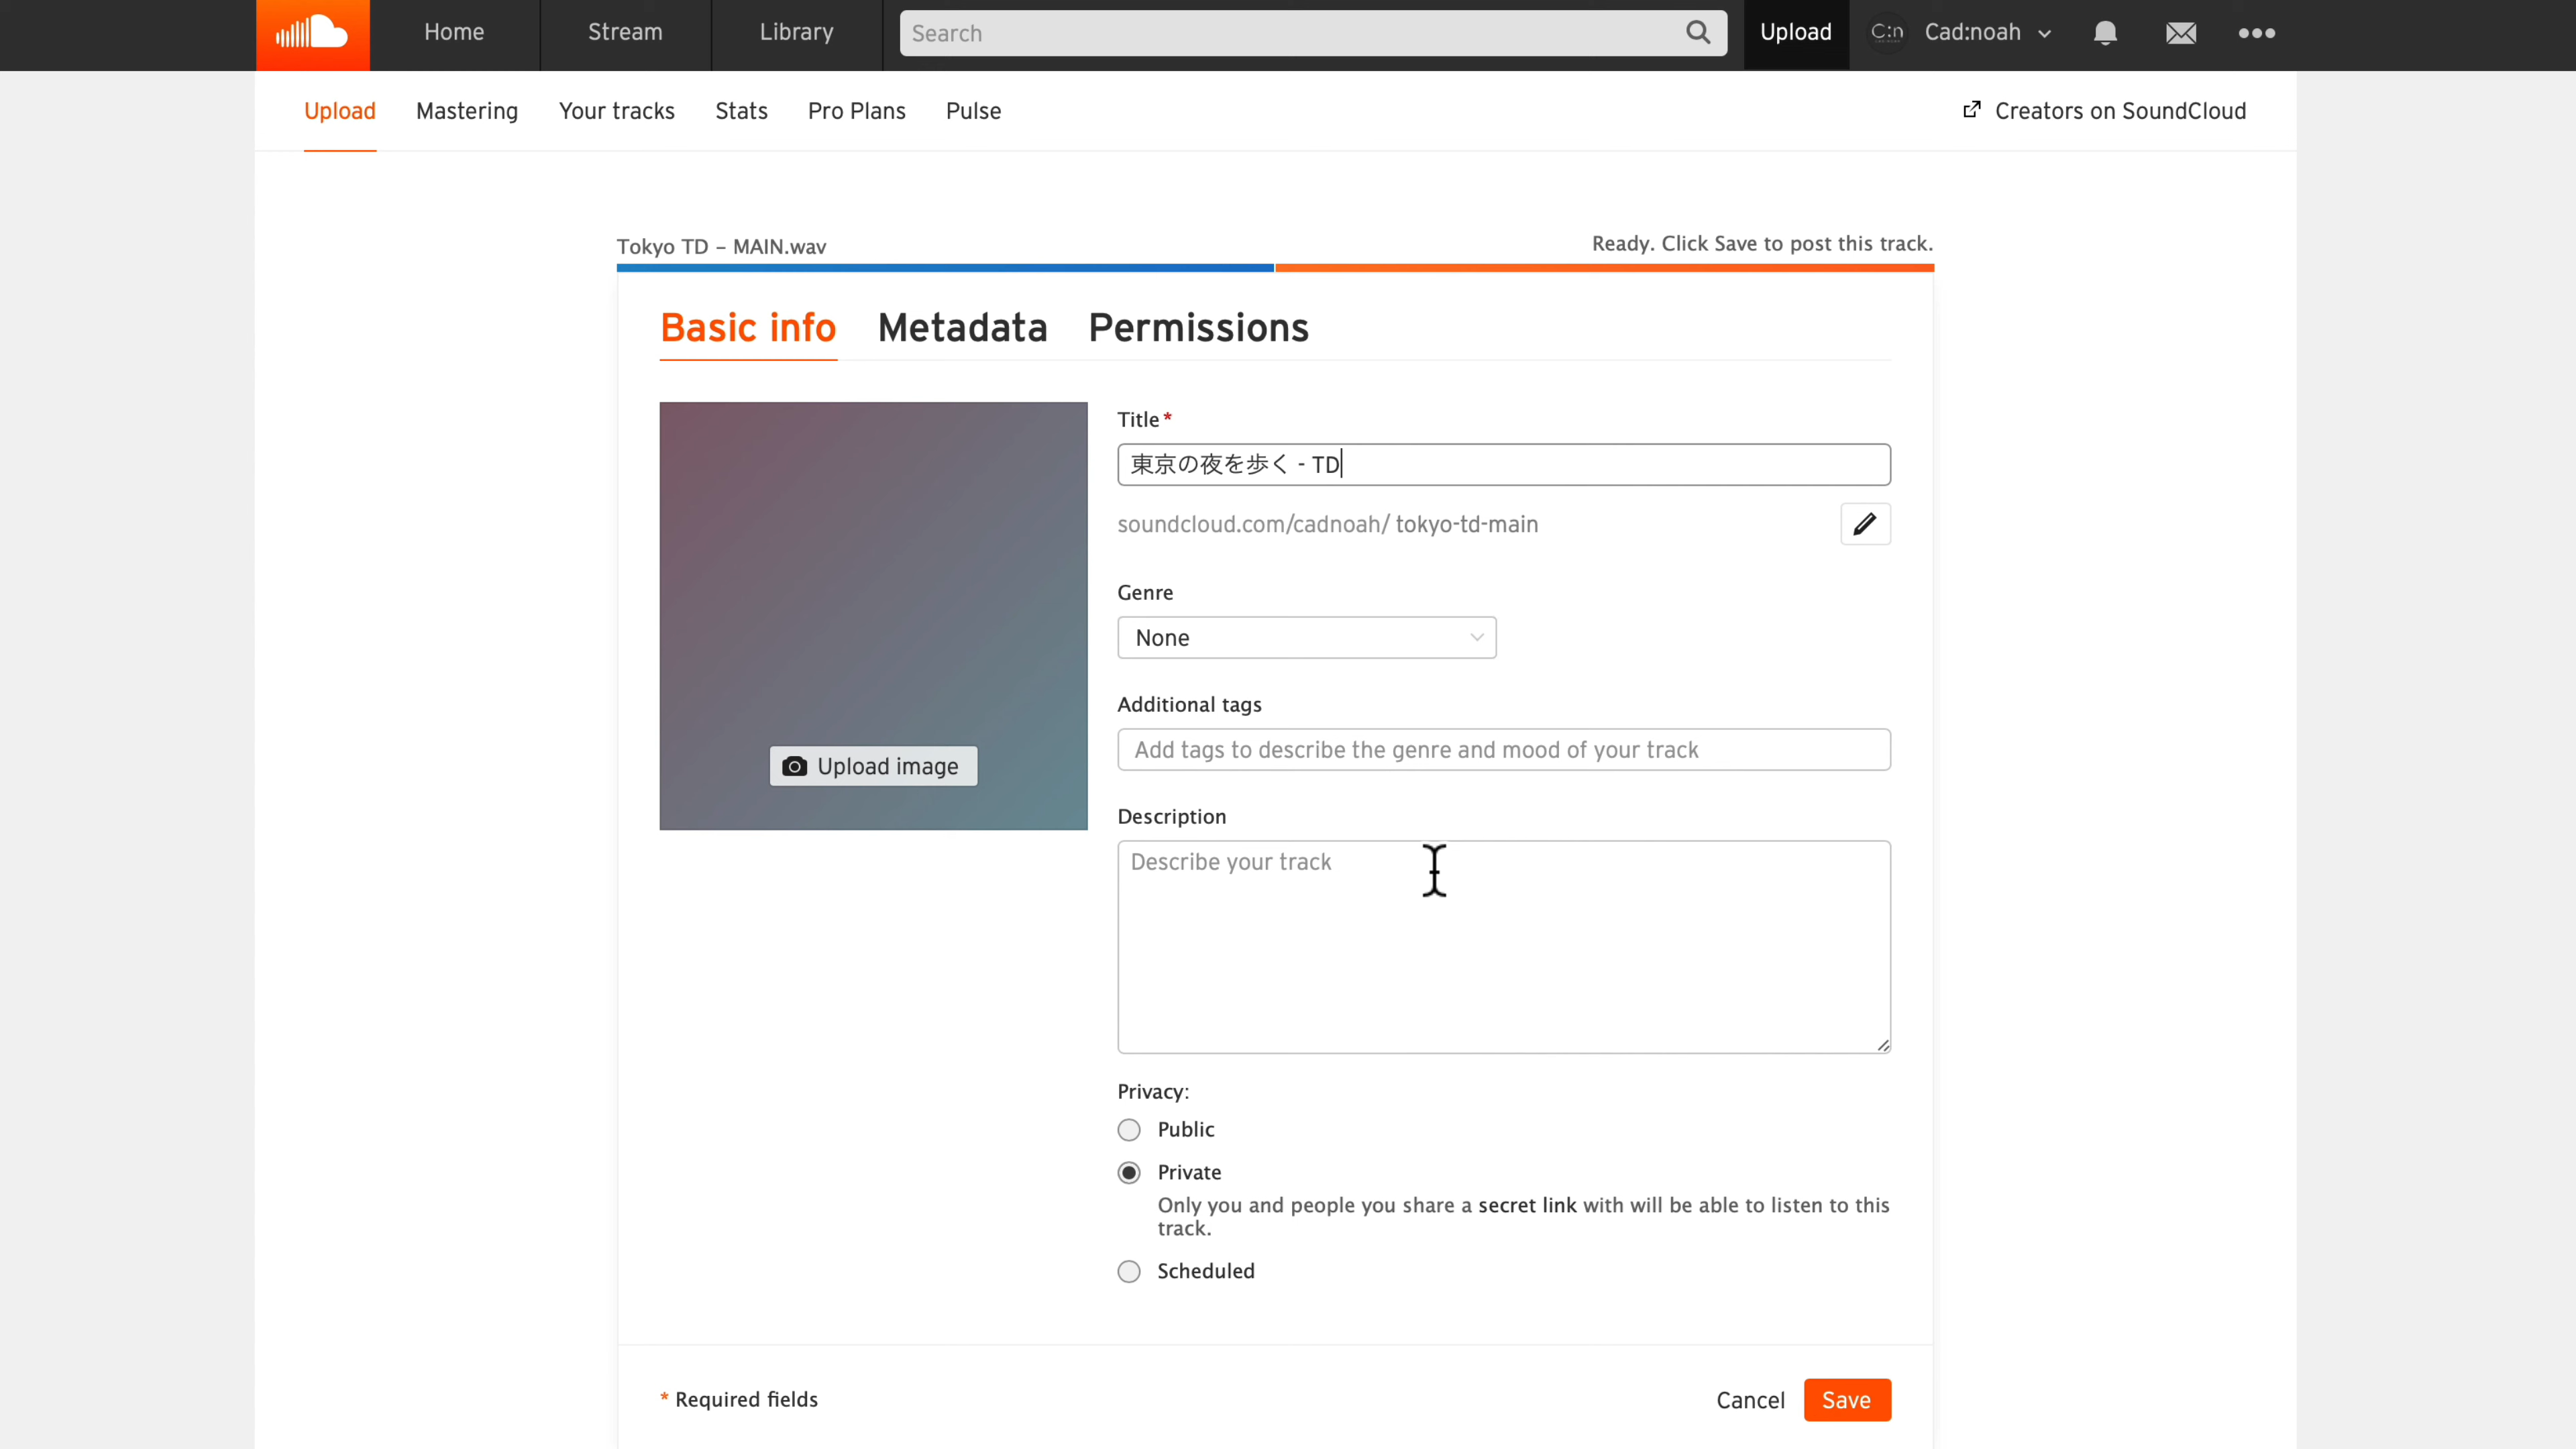 Home
Stream
Library
Search
Upload
C:n
Cad:noah
Upload
Mastering
Your tracks
Stats
Pro Plans
Pulse
Creators on SoundCloud
Tokyo TD – MAIN.wav
Ready. Click Save to post this track.
Basic info
Metadata
Permissions
Title*
東京の夜を歩く - TD
soundcloud.com/cadnoah/ tokyo-td-main
Genre
None
Additional tags
Add tags to describe the genre and mood of your track
Upload image
Description
Describe your track
Privacy:
Public
Private
Only you and people you share a secret link with will be able to listen to this
track.
Scheduled
* Required fields
Cancel
Save